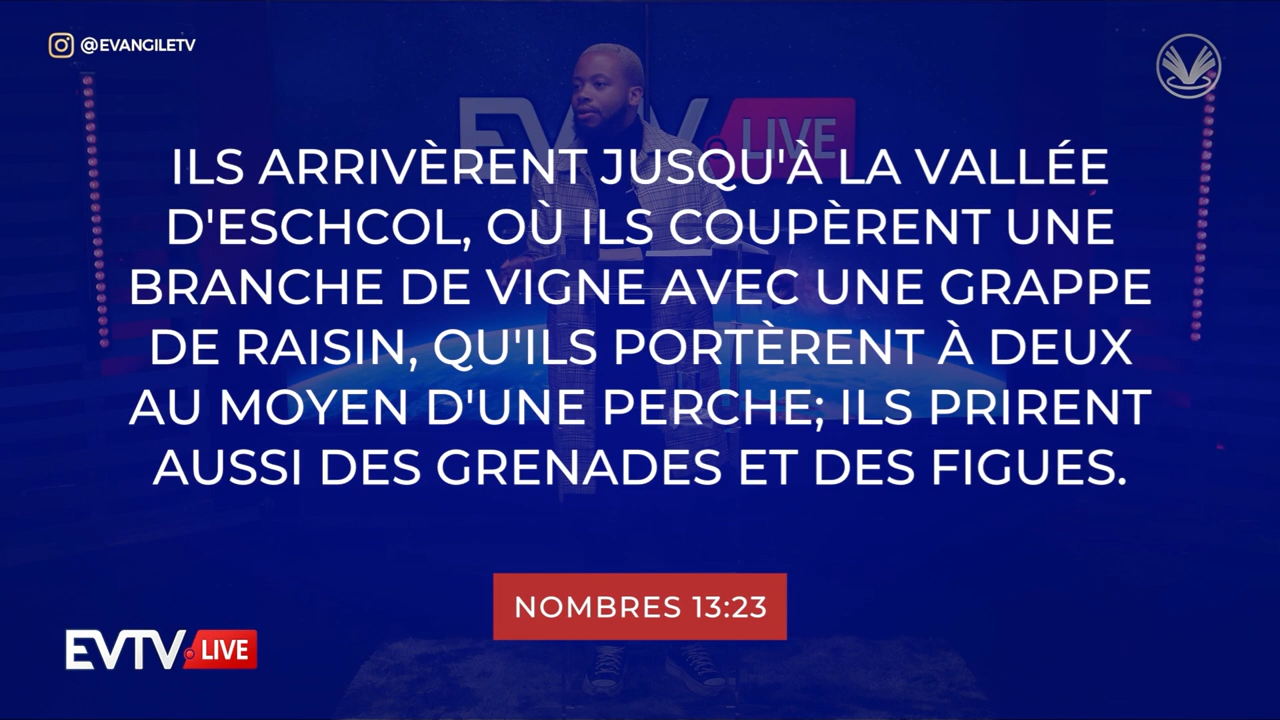 @EVANGILETV
EVTV LIVE
ILS ARRIVÈRENT JUSQU'À LA VALLÉE
D'ESCHCOL, OÙ ILS COUPÈRENT UNE
BRANCHE DE VIGNE AVEC UNE GRAPPE
DE RAISIN, QU'ILS PORTÈRENT À DEUX
AU MOYEN D'UNE PERCHE; ILS PRIRENT
AUSSI DES GRENADES ET DES FIGUES.
NOMBRES 13:23
EVTV LIVE